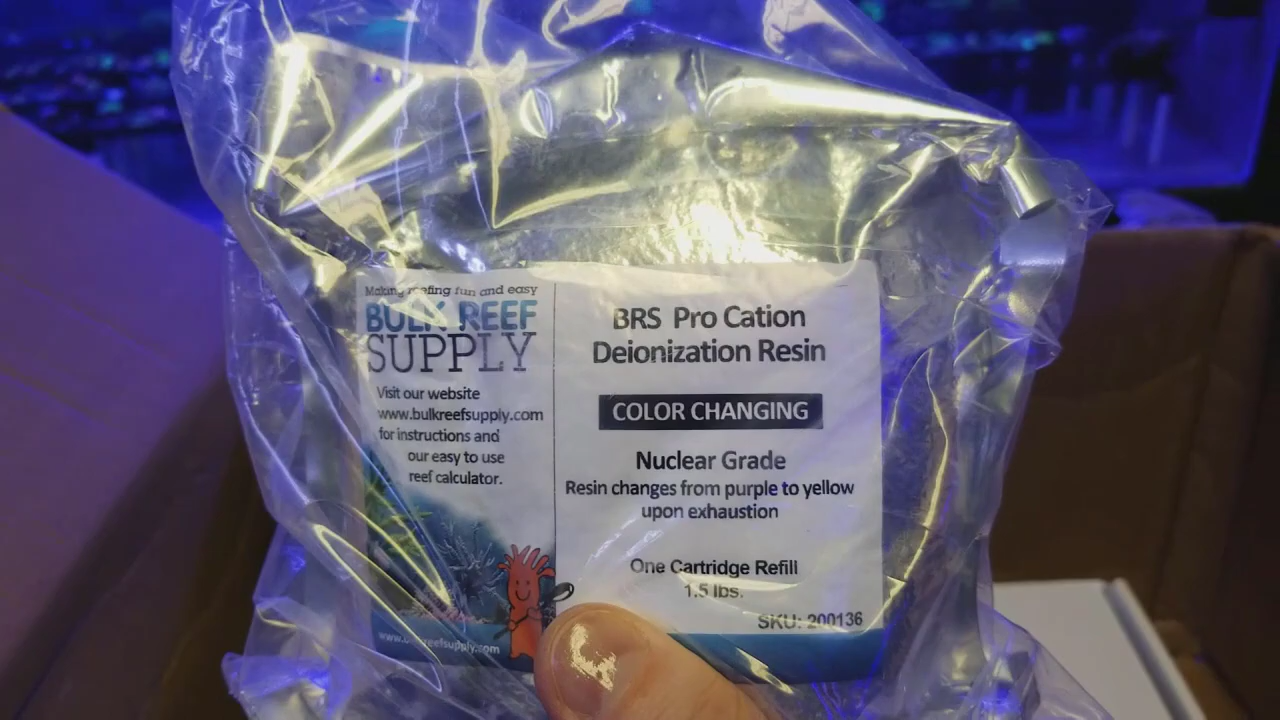 Making reefing fun and easy
BULK REEF
SUPPLY
Visit our website
www.bulkreefsupply.com
for instructions and
our easy to use
reef calculator.
www.b reefsupply.com
BRS Pro Cation
Deionization Resin
COLOR CHANGING
Nuclear Grade
Resin changes from purple to yellow
upon exhaustion
One Cartridge Refill
1.5 lbs.
SKU: 200136